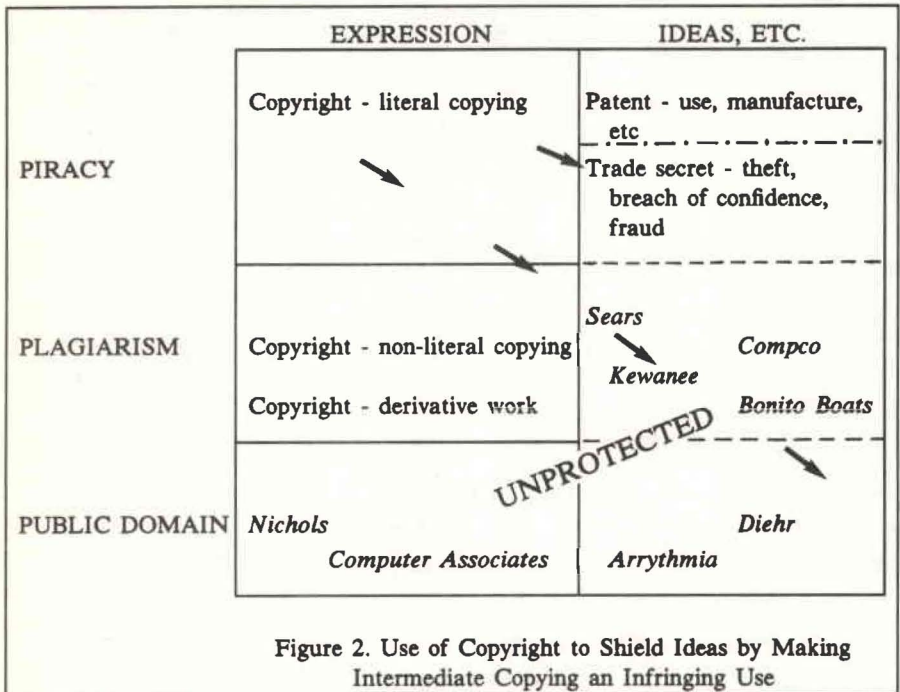 EXPRESSION IDEAS, ETC.
Copyright - literal copying Patent - use, manufacture,
etc
PIRACY Trade secret - theft,
breach of confidence,
fraud
Sears
PLAGIARISM Copyright - non-literal copying Compco
Kewanee
Copyright - derivative work Bonito Boats
UNPROTECTED
PUBLIC DOMAIN Nichols Diehr
Computer Associates Arrythmia
Figure 2. Use of Copyright to Shield Ideas by Making
Intermediate Copying an Infringing Use